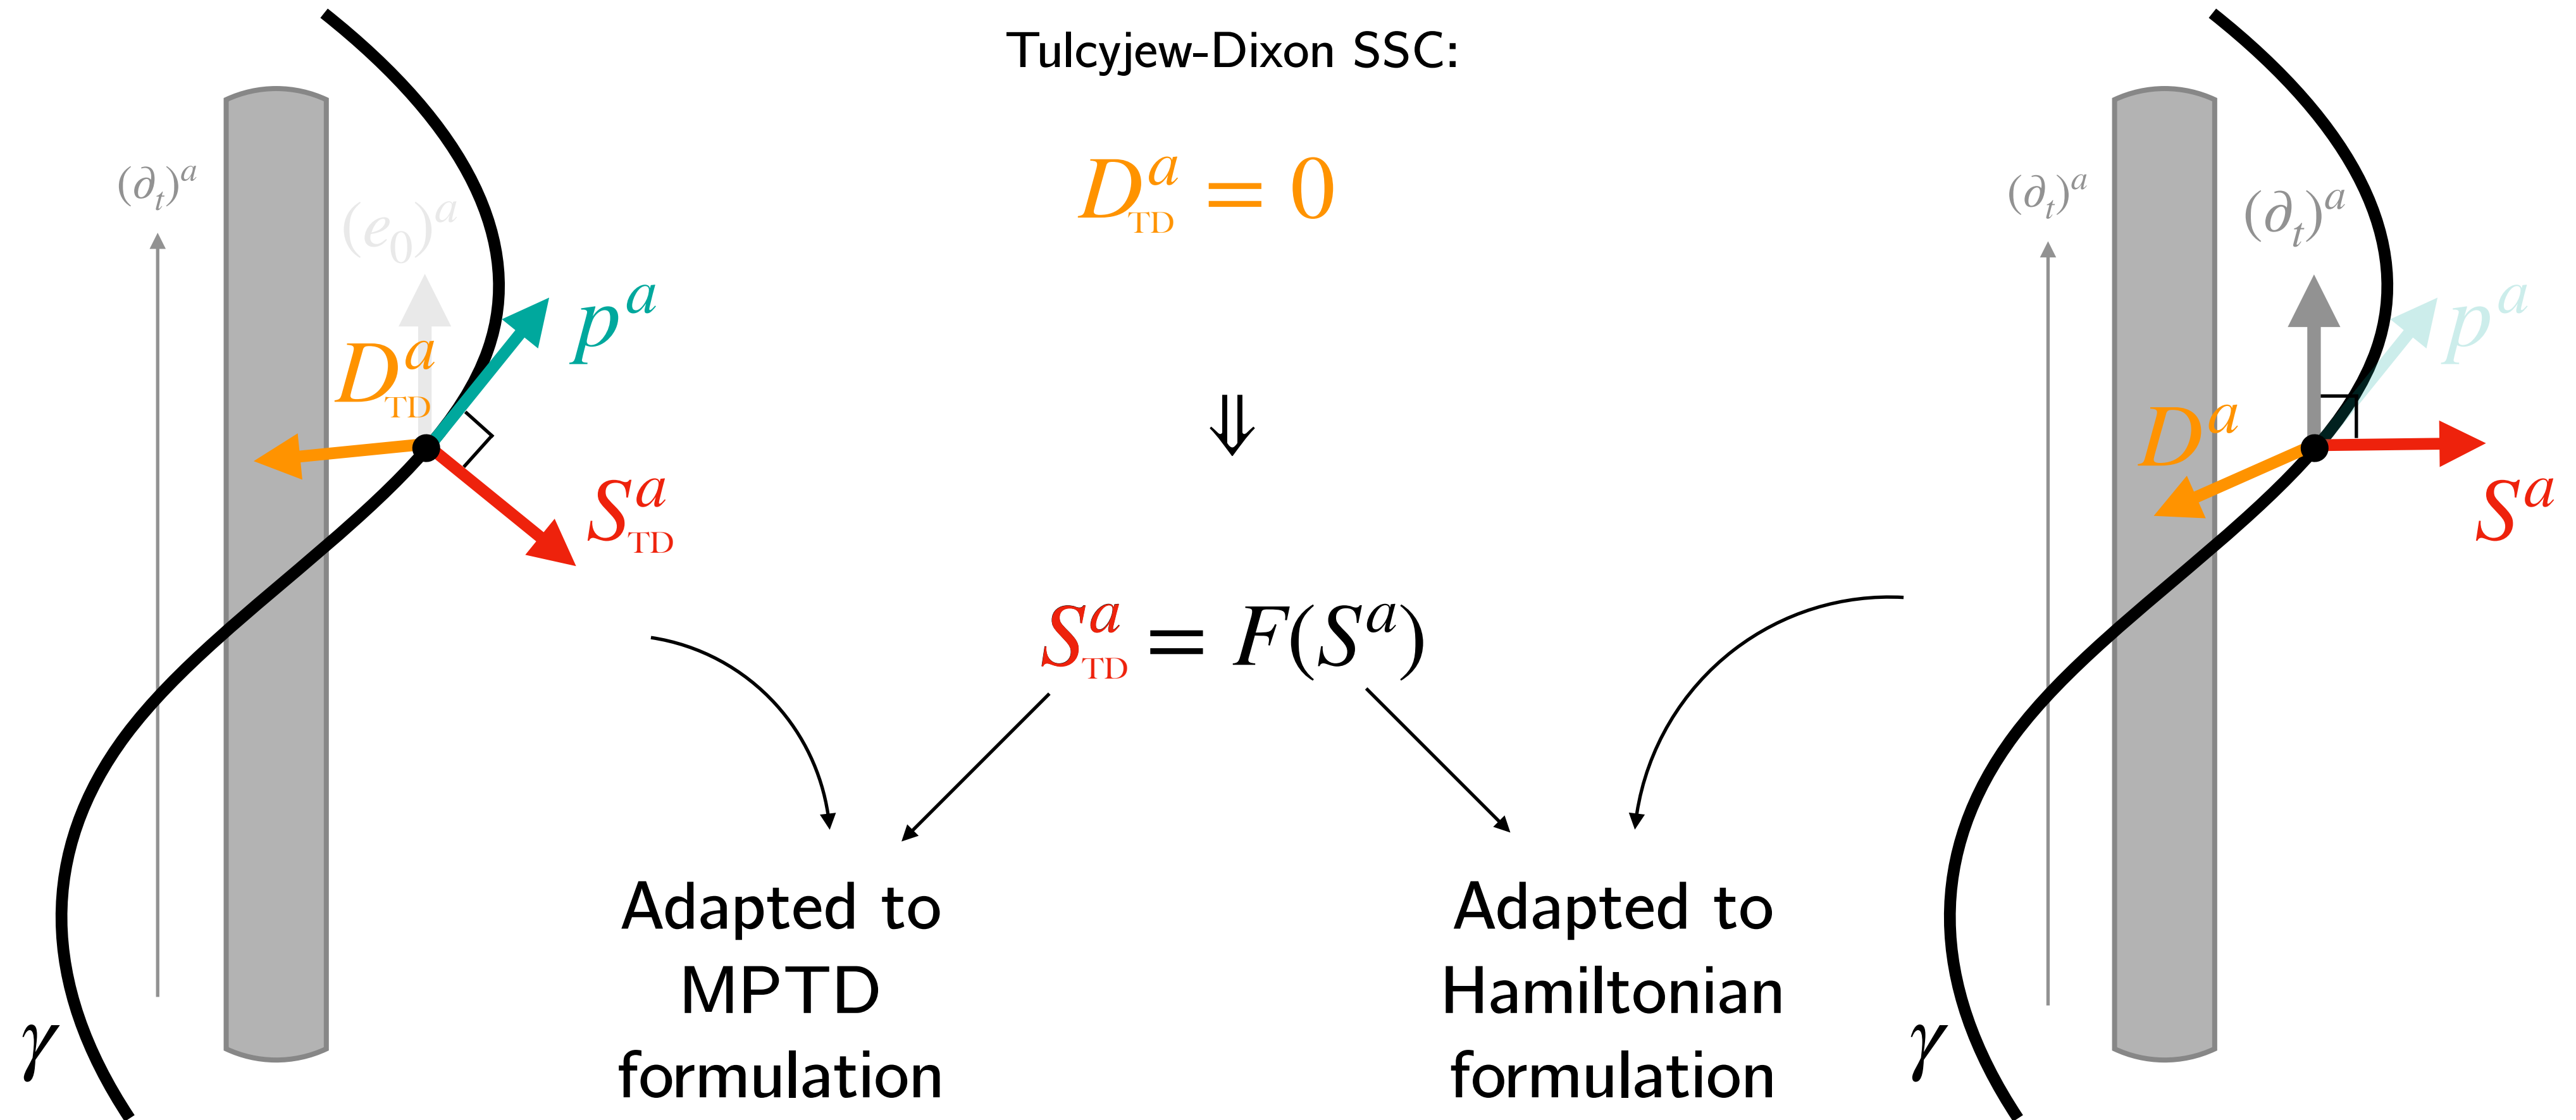 Tulcyjew-Dixon SSC:
D^a_TD = 0
⇓
S^a_TD = F(S^a)
(∂_t)^a
(e_0)^a
p^a
D^a_TD
S^a_TD
γ
Adapted to
MPTD
formulation
Adapted to
Hamiltonian
formulation
(∂_t)^a
(∂_t)^a
p^a
D^a
S^a
γ